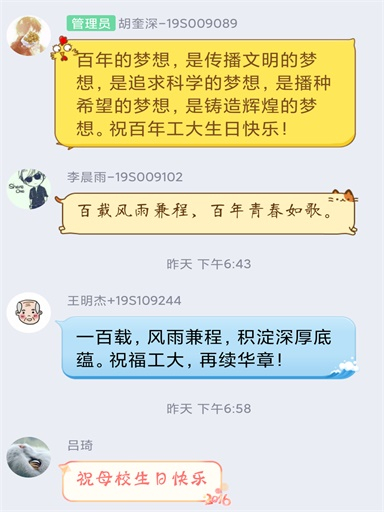 管理员 胡奎深-19S009089
百年的梦想，是传播文明的梦
想，是追求科学的梦想，是播种
希望的梦想，是铸造辉煌的梦
想。祝百年工大生日快乐！
李晨雨-19S009102
百载风雨兼程，百年青春如歌。
昨天 下午6:43
王明杰+19S109244
一百载，风雨兼程，积淀深厚底
蕴。祝福工大，再续华章！
昨天 下午6:58
吕琦
祝母校生日快乐
2016